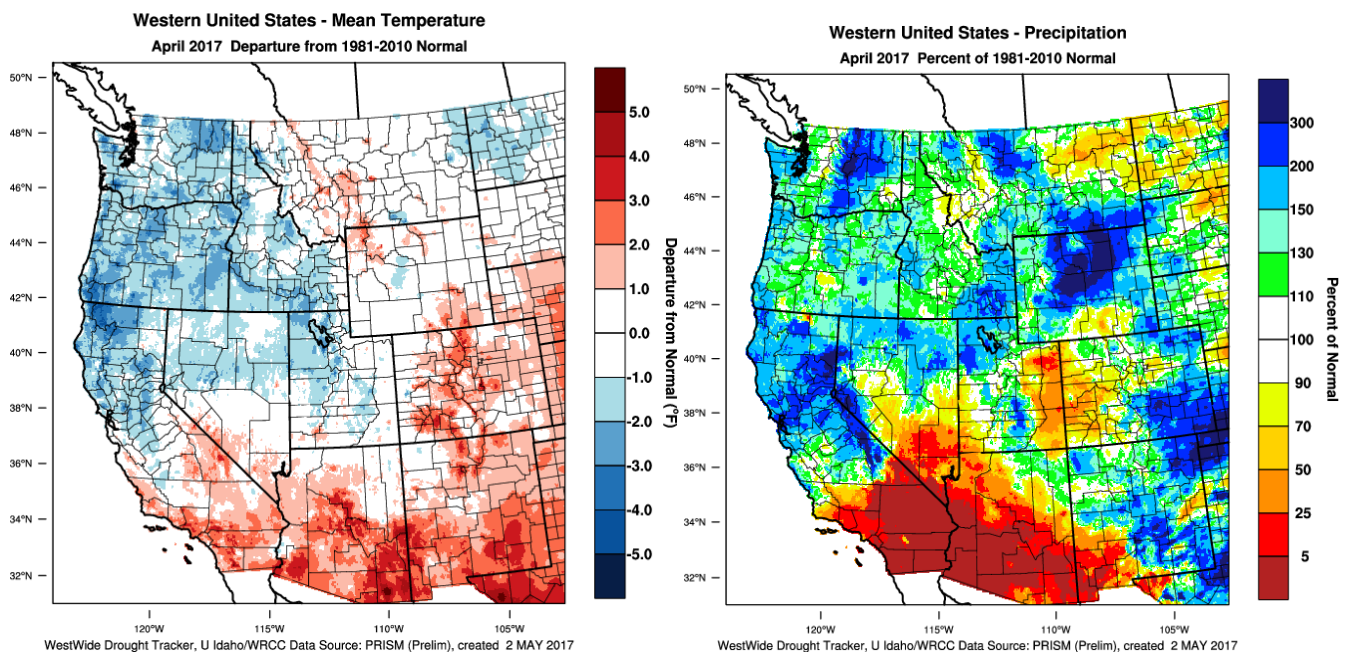 Western United States - Mean Temperature
April 2017 Departure from 1981-2010 Normal
50°N
48°N
46°N
44°N
42°N
40°N
38°N
36°N
34°N
32°N
120°W
115°W
110°W
105°W
5.0
4.0
3.0
2.0
1.0
0.0
-1.0
-2.0
-3.0
-4.0
-5.0
Departure from Normal (°F)
WestWide Drought Tracker, U Idaho/WRCC Data Source: PRISM (Prelim), created 2 MAY 2017
Western United States - Precipitation
April 2017 Percent of 1981-2010 Normal
50°N
48°N
46°N
44°N
42°N
40°N
38°N
36°N
34°N
32°N
120°W
115°W
110°W
105°W
300
200
150
130
110
100
90
70
50
25
5
Percent of Normal
WestWide Drought Tracker, U Idaho/WRCC Data Source: PRISM (Prelim), created 2 MAY 2017